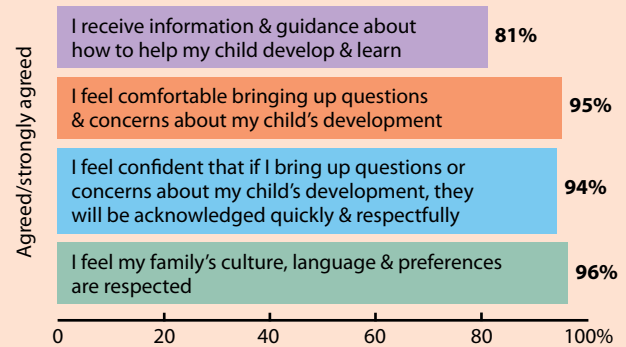 Agreed/strongly agreed
I receive information & guidance about
how to help my child develop & learn
81%
I feel comfortable bringing up questions
& concerns about my child's development
95%
I feel confident that if I bring up questions or
concerns about my child's development, they
will be acknowledged quickly & respectfully
94%
I feel my family's culture, language & preferences
are respected
96%
0 20 40 60 80 100%